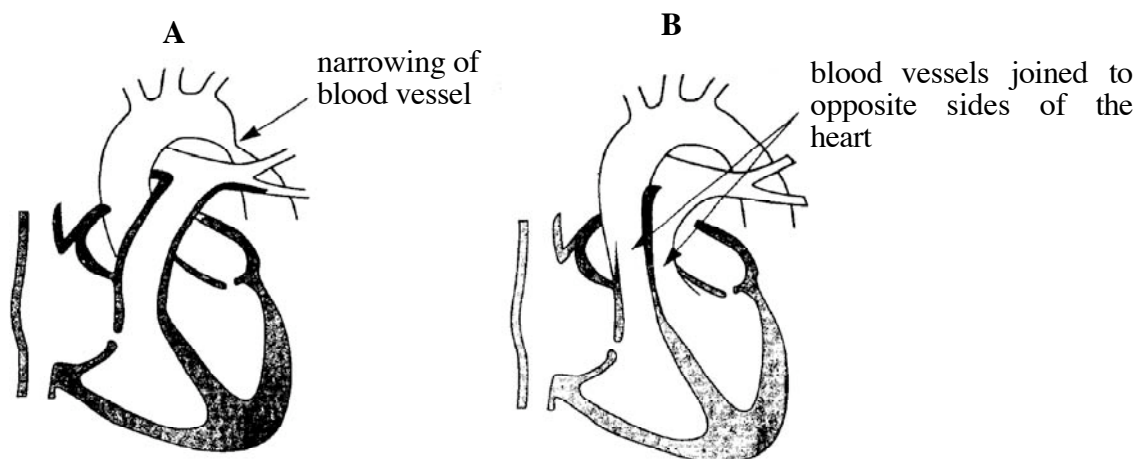 A
narrowing of
blood vessel
B
blood vessels joined to
opposite sides of the
heart